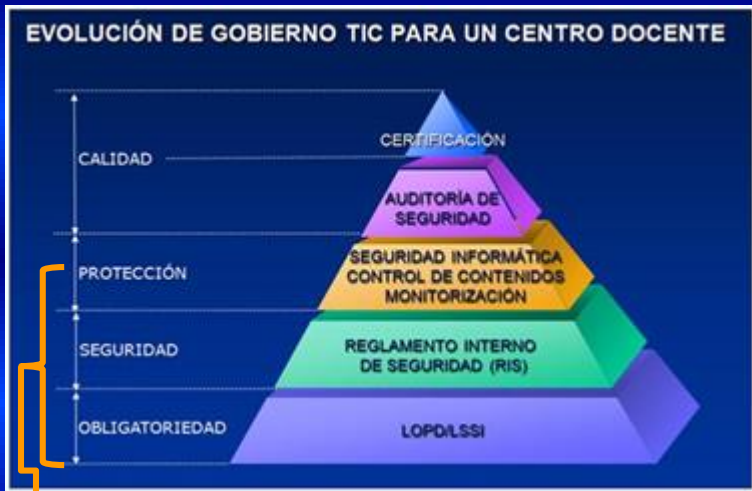 EVOLUCIÓN DE GOBIERNO TIC PARA UN CENTRO DOCENTE
CERTIFICACIÓN
CALIDAD
AUDITORÍA DE
SEGURIDAD
PROTECCIÓN
SEGURIDAD INFORMÁTICA
CONTROL DE CONTENIDOS
MONITORIZACIÓN
SEGURIDAD
REGLAMENTO INTERNO
DE SEGURIDAD (RIS)
OBLIGATORIEDAD
LOPD/LSSI